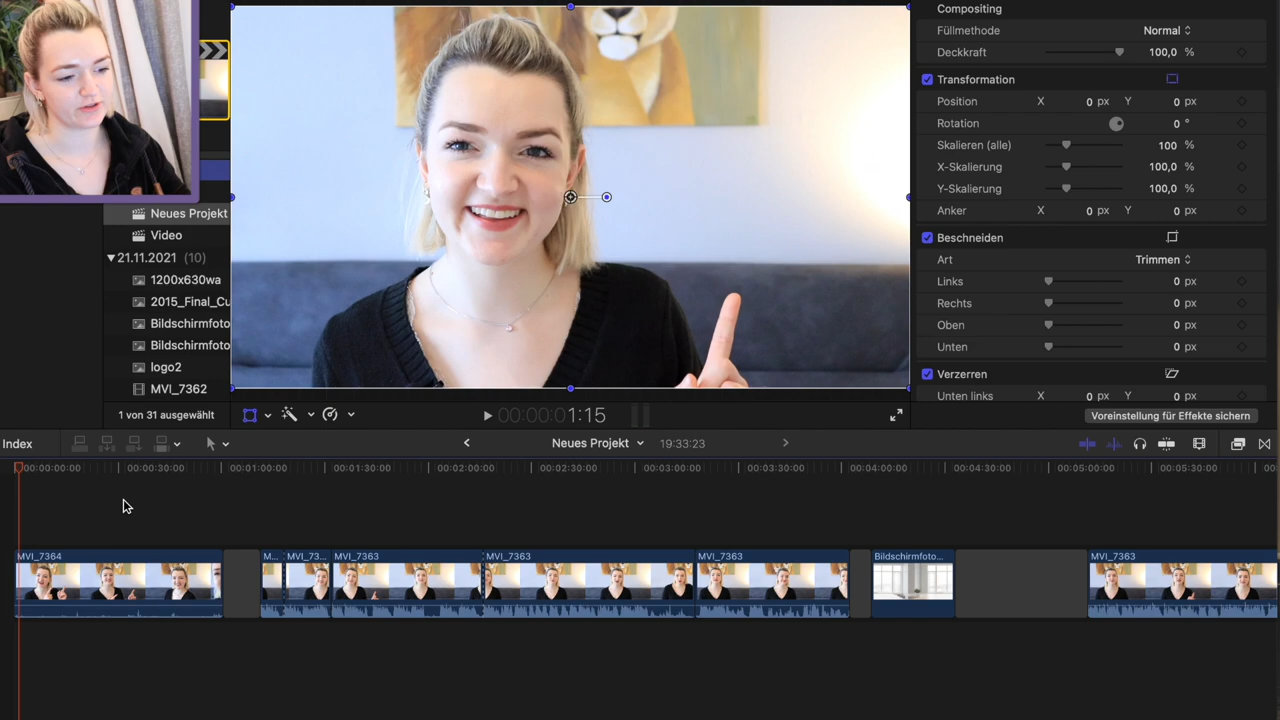 Compositing
Füllmethode Normal
Deckkraft 100,0 %
Transformation
Position X 0 px Y 0 px
Rotation 0 °
Skalieren (alle) 100 %
X-Skalierung 100,0 %
Y-Skalierung 100,0 %
Anker X 0 px Y 0 px
Beschneiden
Art Trimmen
Links 0 px
Rechts 0 px
Oben 0 px
Unten 0 px
Verzerren
Unten links X 0 px Y 0 px
Voreinstellung für Effekte sichern
Neues Projekt
Video
21.11.2021 (10)
1200x630wa
2015_Final_Cu
Bildschirmfoto
Bildschirmfoto
logo2
MVI_7362
1 von 31 ausgewählt
00:00:01:15
Index
Neues Projekt
19:33:23
00:00:00:00 00:00:30:00 00:01:00:00 00:01:30:00 00:02:00:00 00:02:30:00 00:03:00:00 00:03:30:00 00:04:00:00 00:04:30:00 00:05:00:00 00:05:30:00 00
MVI_7364 M... MVI_73... MVI_7363 MVI_7363 MVI_7363 Bildschirmfoto... MVI_7363